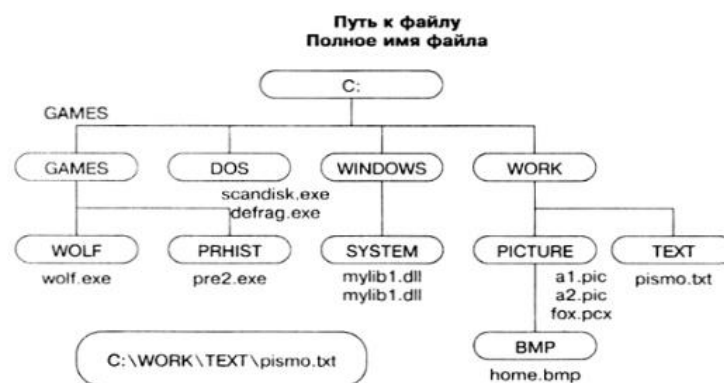 Путь к файлу
Полное имя файла
C:
GAMES
GAMES DOS WINDOWS WORK
scandisk.exe
defrag.exe
WOLF PRHIST SYSTEM PICTURE TEXT
wolf.exe pre2.exe mylib1.dll a1.pic pismo.txt
mylib1.dll a2.pic
fox.pcx
C:\WORK\TEXT\pismo.txt BMP
home.bmp